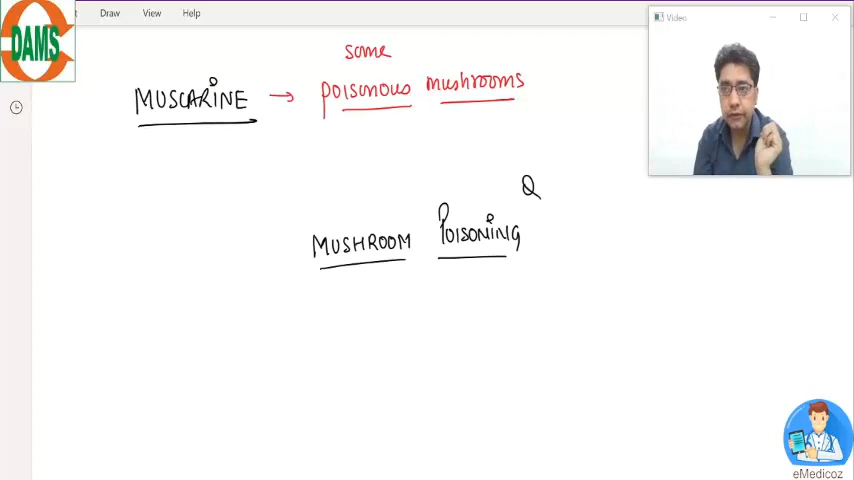 DAMS
Draw View Help
Video
some
MUSCARINE → poisonous mushrooms
Q
MUSHROOM POISONING
eMedicoz